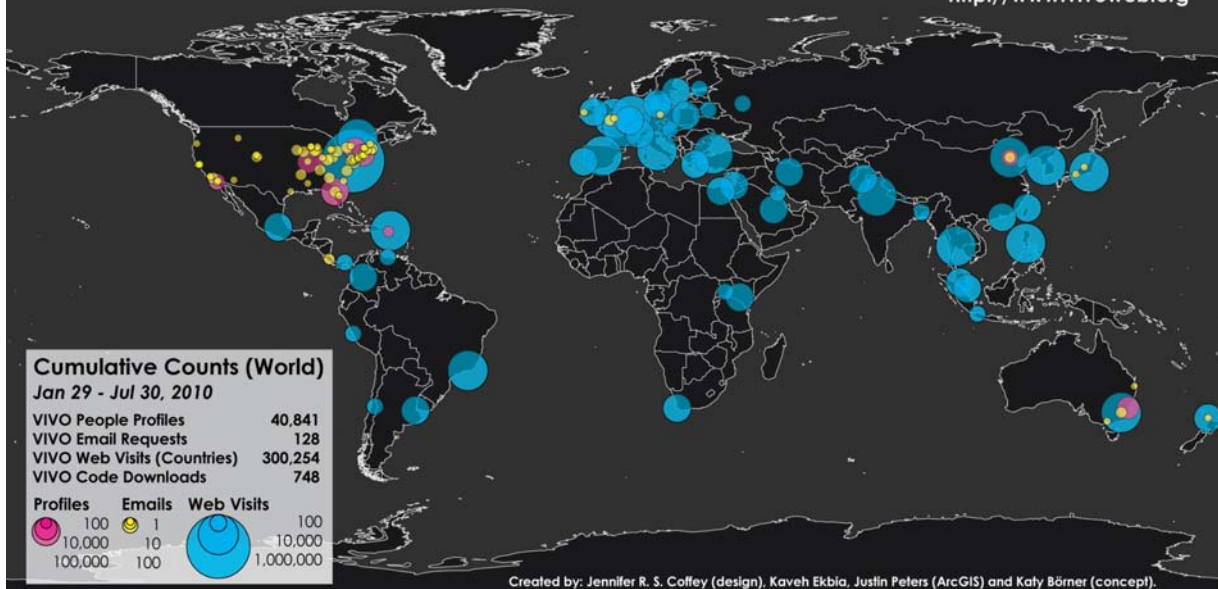 Cumulative Counts (World)
Jan 29 - Jul 30, 2010
VIVO People Profiles 40,841
VIVO Email Requests 128
VIVO Web Visits (Countries) 300,254
VIVO Code Downloads 748
Profiles Emails Web Visits
100 1 100
10,000 10 10,000
100,000 100 1,000,000
Created by: Jennifer R. S. Coffey (design), Kaveh Ekbia, Justin Peters (ArcGIS) and Katy Börner (concept).